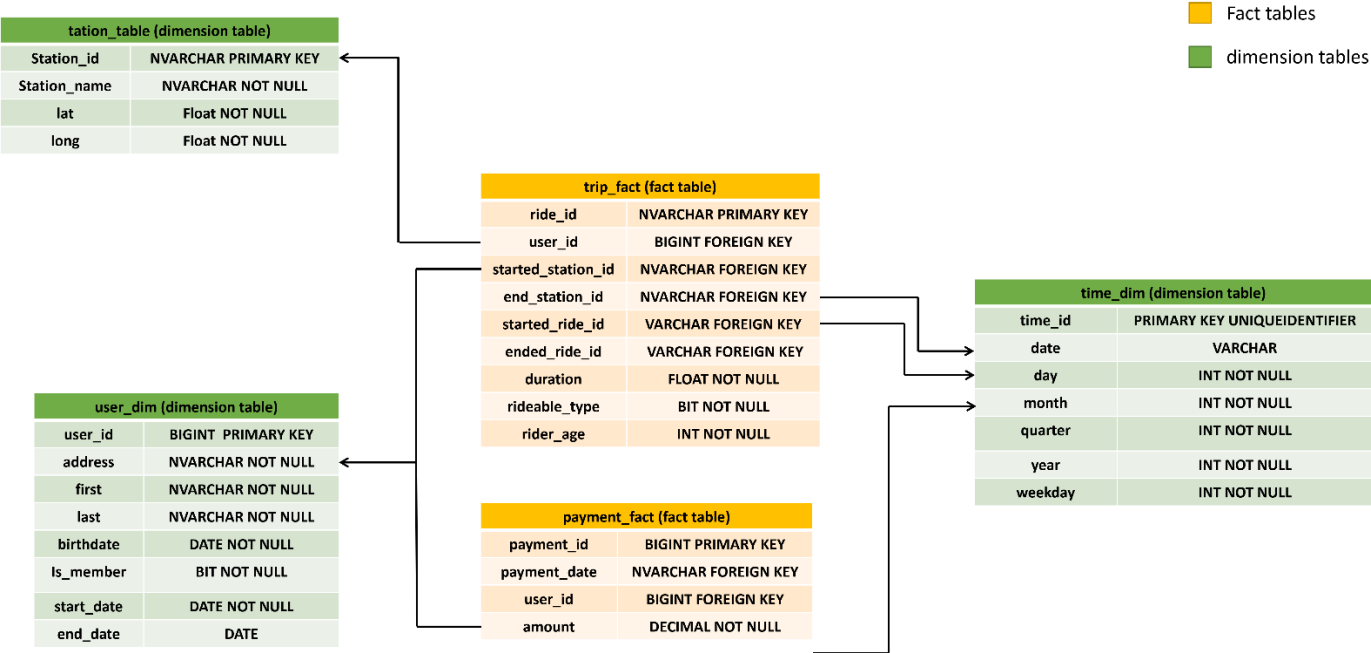 Fact tables
dimension tables
tation_table (dimension table)
Station_id NVARCHAR PRIMARY KEY
Station_name NVARCHAR NOT NULL
lat Float NOT NULL
long Float NOT NULL
trip_fact (fact table)
ride_id NVARCHAR PRIMARY KEY
user_id BIGINT FOREIGN KEY
started_station_id NVARCHAR FOREIGN KEY
end_station_id NVARCHAR FOREIGN KEY
started_ride_id VARCHAR FOREIGN KEY
ended_ride_id VARCHAR FOREIGN KEY
duration FLOAT NOT NULL
rideable_type BIT NOT NULL
rider_age INT NOT NULL
time_dim (dimension table)
time_id PRIMARY KEY UNIQUEIDENTIFIER
date VARCHAR
day INT NOT NULL
month INT NOT NULL
quarter INT NOT NULL
year INT NOT NULL
weekday INT NOT NULL
user_dim (dimension table)
user_id BIGINT PRIMARY KEY
address NVARCHAR NOT NULL
first NVARCHAR NOT NULL
last NVARCHAR NOT NULL
birthdate DATE NOT NULL
Is_member BIT NOT NULL
start_date DATE NOT NULL
end_date DATE
payment_fact (fact table)
payment_id BIGINT PRIMARY KEY
payment_date NVARCHAR FOREIGN KEY
user_id BIGINT FOREIGN KEY
amount DECIMAL NOT NULL